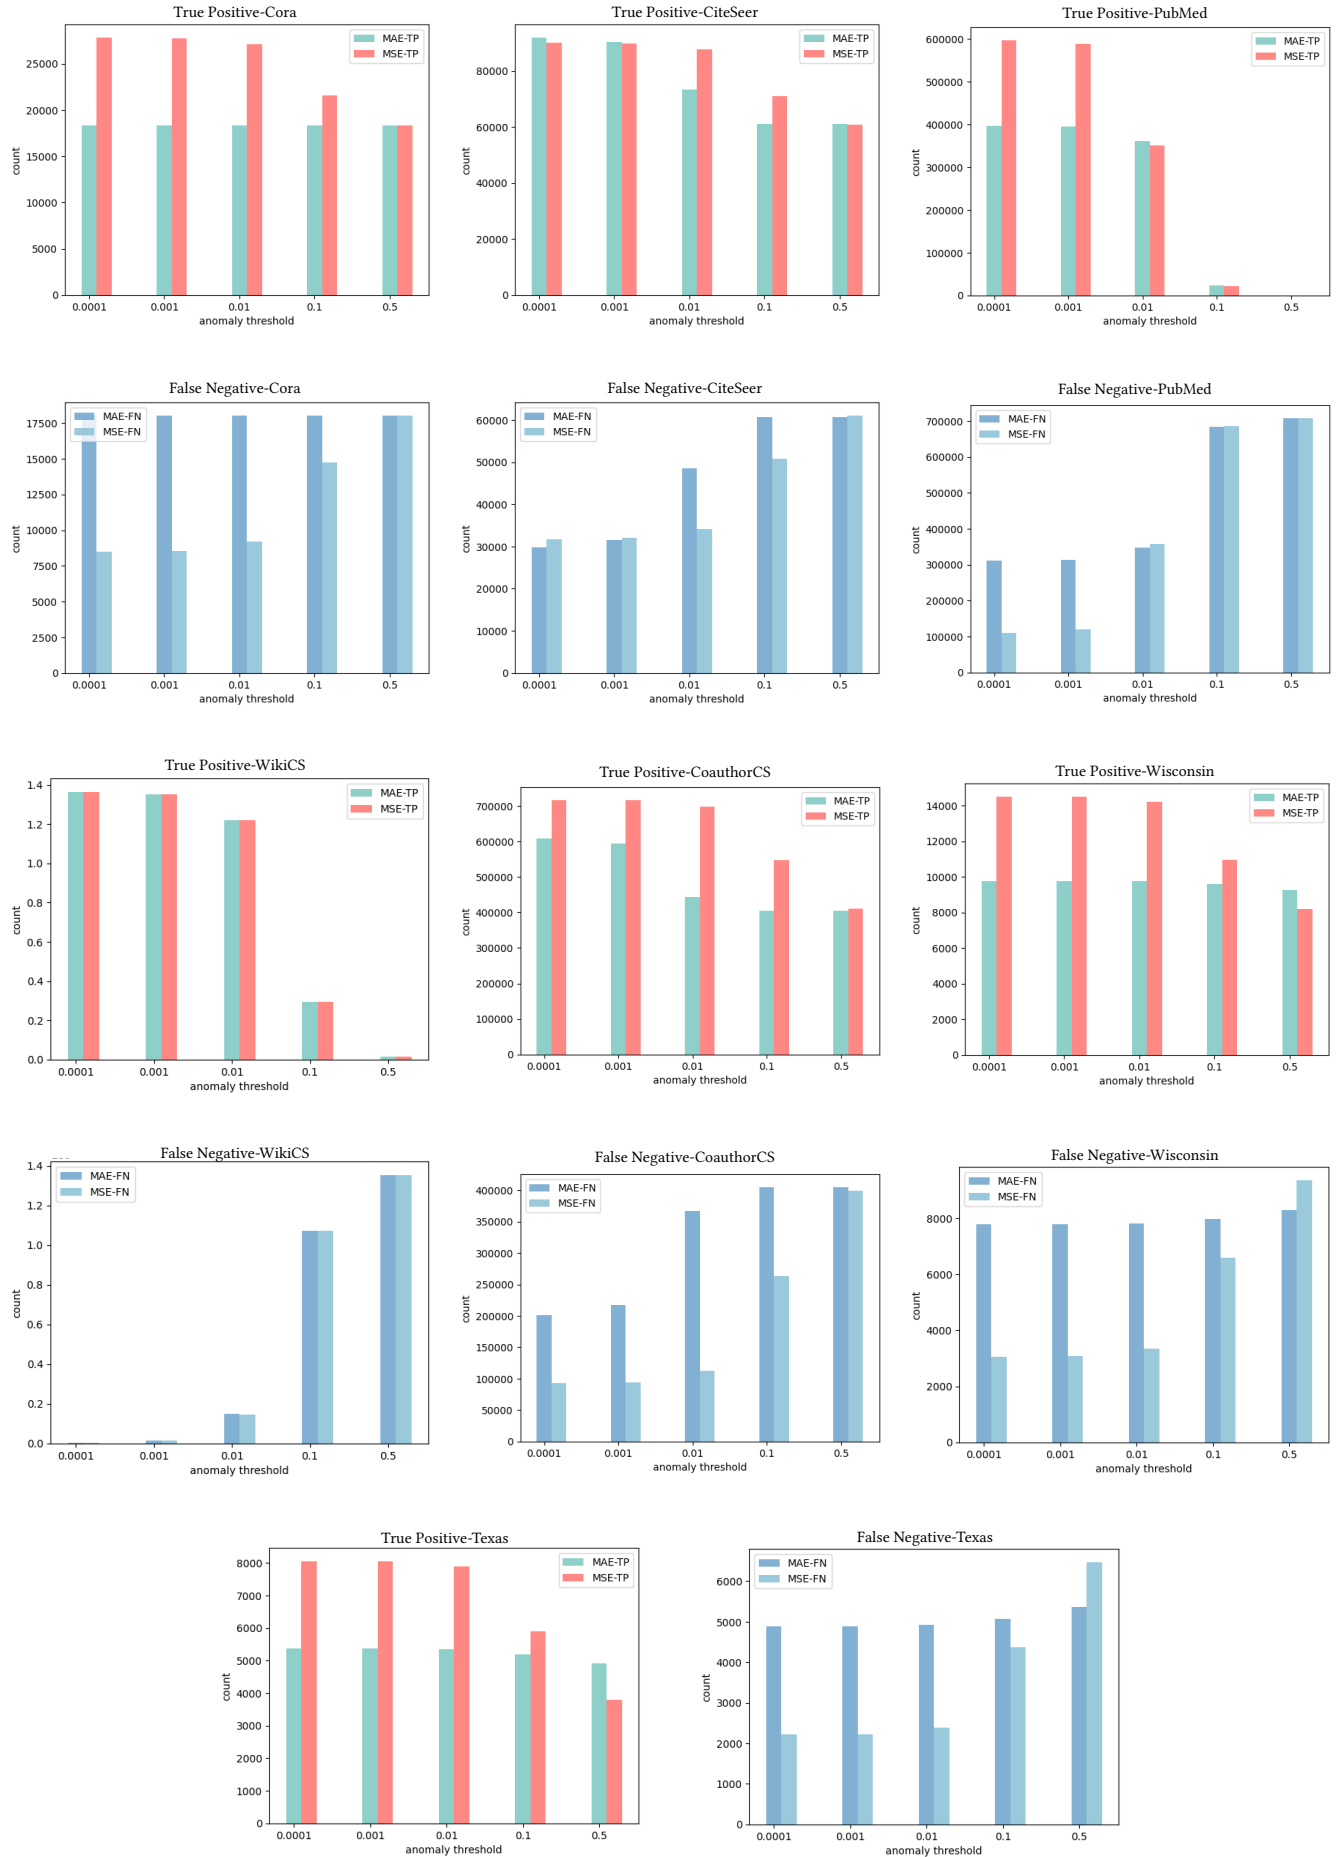 True Positive-Cora
MAE-TP
MSE-TP
count
25000
20000
15000
10000
5000
0
0.0001 0.001 0.01 0.1 0.5
anomaly threshold
True Positive-CiteSeer
MAE-TP
MSE-TP
count
80000
60000
40000
20000
0
0.0001 0.001 0.01 0.1 0.5
anomaly threshold
True Positive-PubMed
MAE-TP
MSE-TP
count
600000
500000
400000
300000
200000
100000
0
0.0001 0.001 0.01 0.1 0.5
anomaly threshold
False Negative-Cora
MAE-FN
MSE-FN
count
17500
15000
12500
10000
7500
5000
2500
0
0.0001 0.001 0.01 0.1 0.5
anomaly threshold
False Negative-CiteSeer
MAE-FN
MSE-FN
count
60000
50000
40000
30000
20000
10000
0
0.0001 0.001 0.01 0.1 0.5
anomaly threshold
False Negative-PubMed
MAE-FN
MSE-FN
count
700000
600000
500000
400000
300000
200000
100000
0
0.0001 0.001 0.01 0.1 0.5
anomaly threshold
True Positive-WikiCS
MAE-TP
MSE-TP
count
1.4
1.2
1.0
0.8
0.6
0.4
0.2
0.0
0.0001 0.001 0.01 0.1 0.5
anomaly threshold
True Positive-CoauthorCS
MAE-TP
MSE-TP
count
700000
600000
500000
400000
300000
200000
100000
0
0.0001 0.001 0.01 0.1 0.5
anomaly threshold
True Positive-Wisconsin
MAE-TP
MSE-TP
count
14000
12000
10000
8000
6000
4000
2000
0
0.0001 0.001 0.01 0.1 0.5
anomaly threshold
False Negative-WikiCS
MAE-FN
MSE-FN
count
1.4
1.2
1.0
0.8
0.6
0.4
0.2
0.0
0.0001 0.001 0.01 0.1 0.5
anomaly threshold
False Negative-CoauthorCS
MAE-FN
MSE-FN
count
400000
350000
300000
250000
200000
150000
100000
50000
0
0.0001 0.001 0.01 0.1 0.5
anomaly threshold
False Negative-Wisconsin
MAE-FN
MSE-FN
count
8000
6000
4000
2000
0
0.0001 0.001 0.01 0.1 0.5
anomaly threshold
True Positive-Texas
MAE-TP
MSE-TP
count
8000
7000
6000
5000
4000
3000
2000
1000
0
0.0001 0.001 0.01 0.1 0.5
anomaly threshold
False Negative-Texas
MAE-FN
MSE-FN
count
6000
5000
4000
3000
2000
1000
0
0.0001 0.001 0.01 0.1 0.5
anomaly threshold